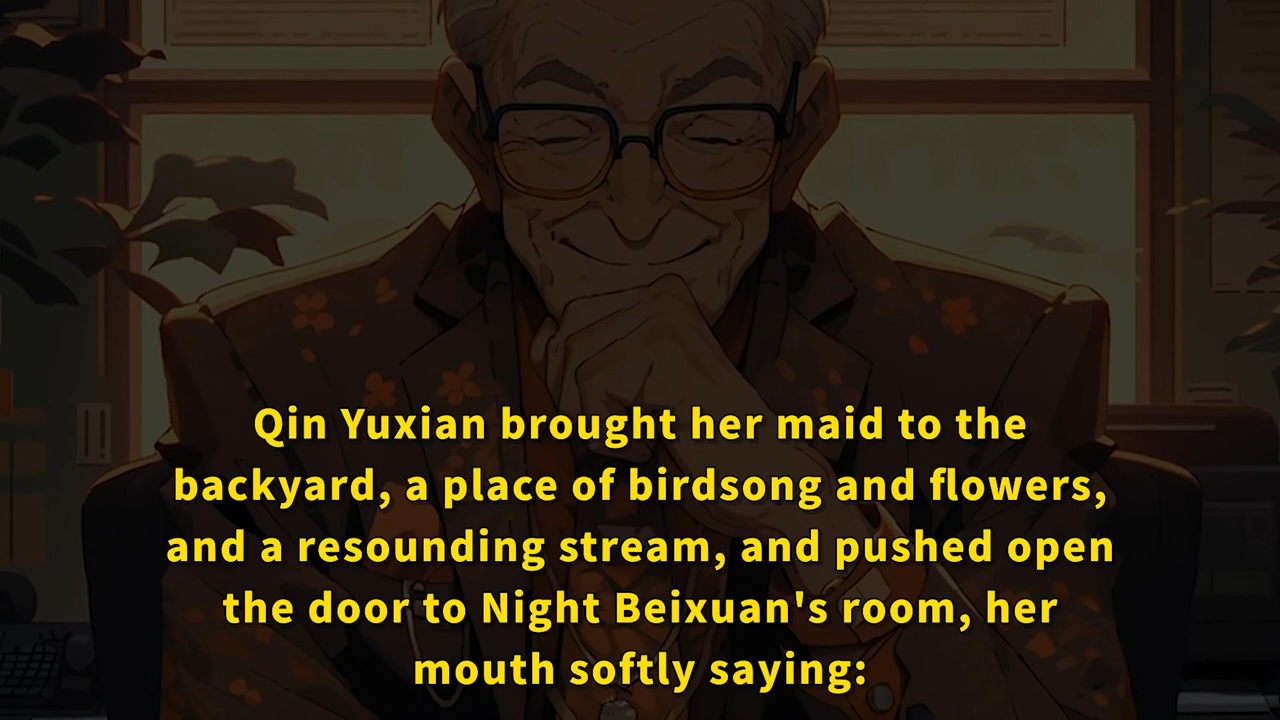 Qin Yuxian brought her maid to the
backyard, a place of birdsong and flowers,
and a resounding stream, and pushed open
the door to Night Beixuan's room, her
mouth softly saying: